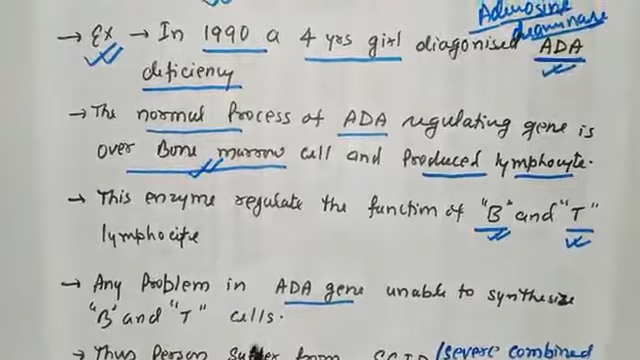 Adenosine
deaminase
→ Ex → In 1990 a 4 yrs girl diagonised ADA
deficiency
→ The normal Process of ADA regulating gene is
over Bone marrow cell and Produced lymphocyte.
→ This enzyme regulate the function of "B" and "T"
lymphocite
→ Any Problem in ADA gene unable to synthesize
"B" and "T" cells.
→ Thus Person Suffer from SCID (severe combined